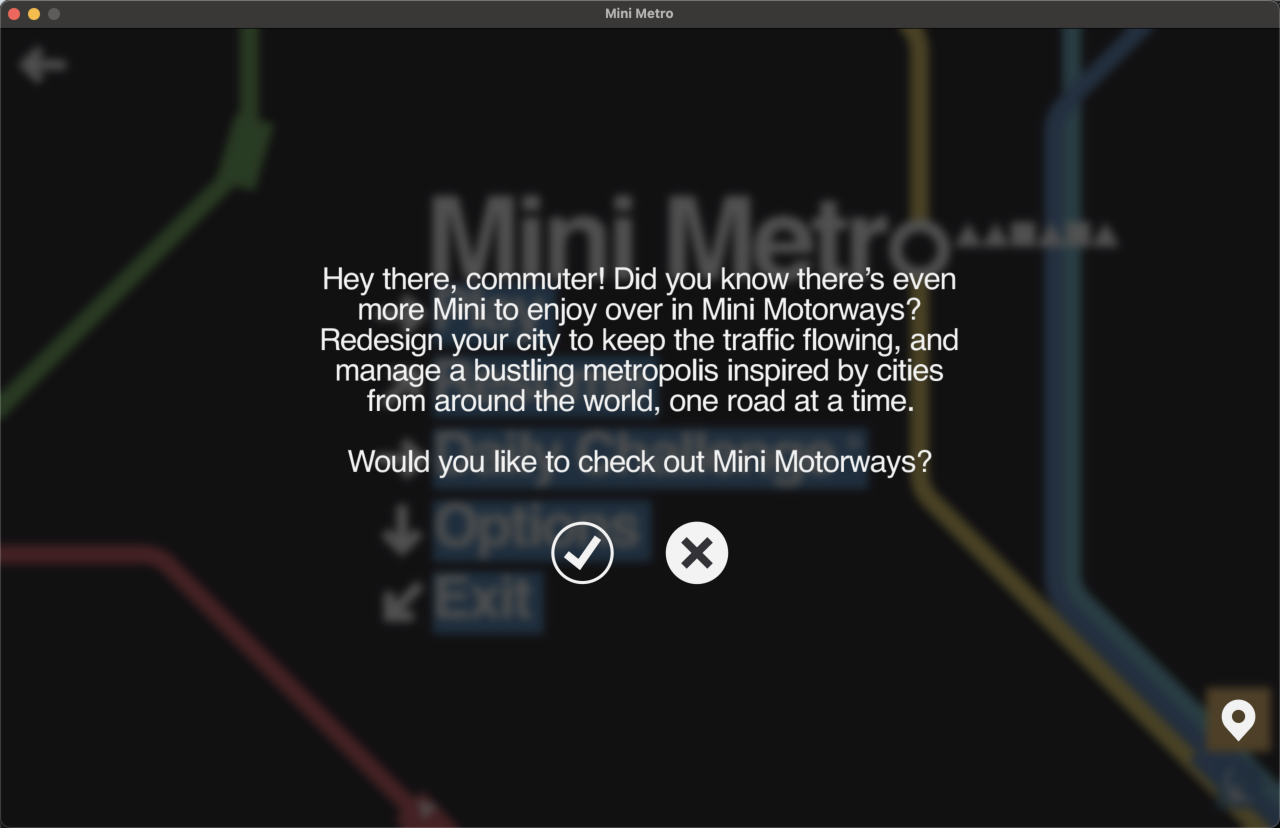 Mini Metro
Mini Metro
Hey there, commuter! Did you know there’s even
more Mini to enjoy over in Mini Motorways?
Redesign your city to keep the traffic flowing, and
manage a bustling metropolis inspired by cities
from around the world, one road at a time.
Daily Challenge
Would you like to check out Mini Motorways?
Options
Exit